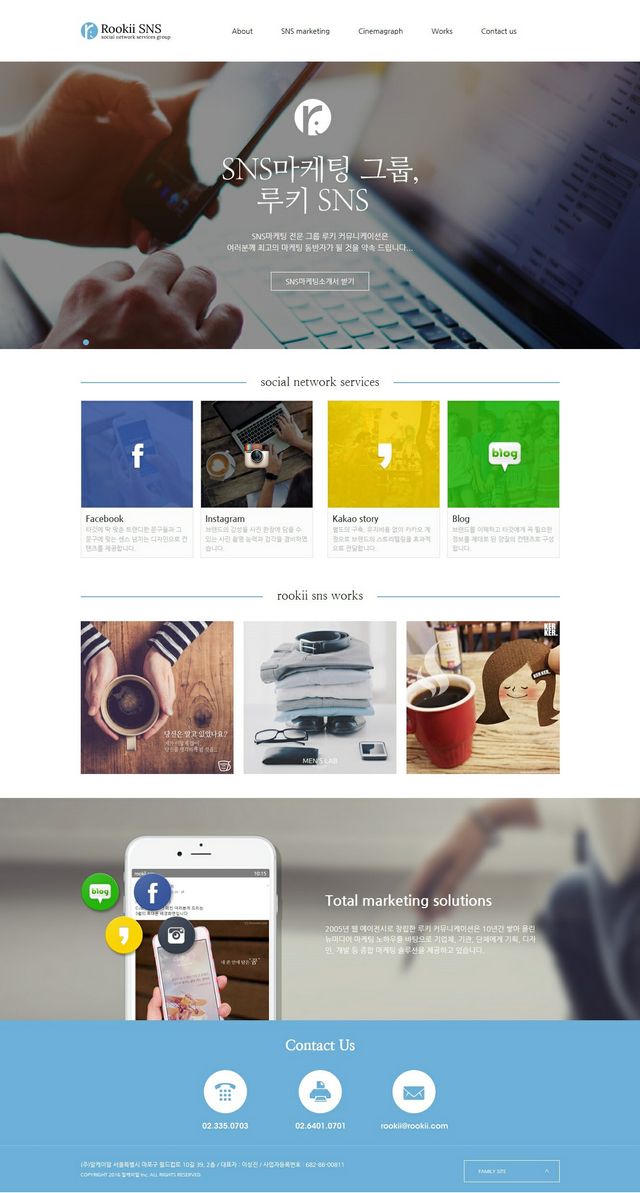 Rookii SNS
social network services group
About
SNS marketing
Cinemagraph
Works
Contact us
SNS마케팅 그룹,
루키 SNS
SNS마케팅 전문 그룹 루키 커뮤니케이션은
여러분께 최고의 마케팅 동반자가 될 것을 약속 드립니다...
SNS마케팅소개서 받기
social network services
f
blog
Facebook
타겟에 딱 맞춘 트렌디한 문구들과 그
문구에 맞는 센스 넘치는 디자인으로 컨
텐츠를 제공합니다.
Instagram
브랜드의 감성을 사진 한장에 담을 수
있는 사진 촬영 능력과 감각을 겸비하였
습니다.
Kakao story
월드의 구축, 유지비용 없이 카카오 계
정으로 브랜드의 스토리텔링을 효과적
으로 전달합니다.
Blog
브랜드를 이해하고 타겟에게 꼭 필요한
정보를 제대로 된 양질의 컨텐츠로 구성
합니다.
rookii sns works
당신은 알고 있었나요?
MEN'S LAB
KER
KER.
10:15
blog
f
내 손 안에 담은 "꿈"
Total marketing solutions
2005년 웹 에이전시로 창립한 루키 커뮤니케이션은 10년간 쌓아 올린
뉴미디어 마케팅 노하우를 바탕으로 기업체, 기관, 단체에게 기획, 디자
인, 개발 등 종합 마케팅 솔루션을 제공하고 있습니다.
Contact Us
02.335.0703
02.6401.0701
rookii@rookii.com
(주)알케이알 서울특별시 마포구 월드컵로 10길 39, 2층 / 대표자 : 이성진 / 사업자등록번호 : 682-86-00811
COPYRIGHT 2016 알케이알 Inc. ALL RIGHTS RESERVED.
FAMILY SITE